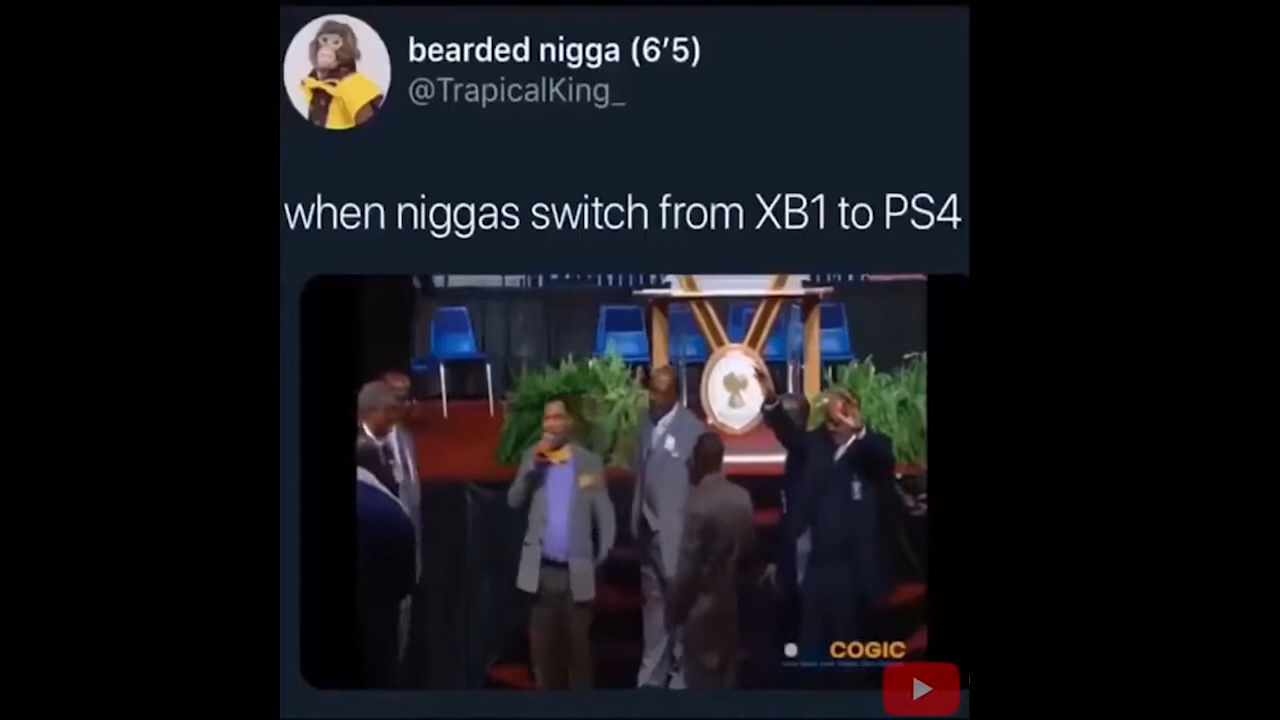 bearded nigga (6'5)
@TrapicalKing_
when niggas switch from XB1 to PS4
COGIC